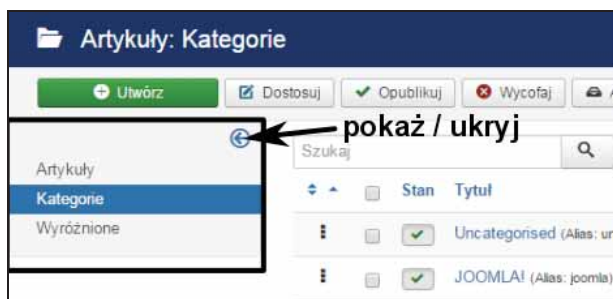 Artykuły: Kategorie
Utwórz Dostosuj Opublikuj Wycofaj
pokaż / ukryj
Szukaj
Artykuły
Kategorie
Stan Tytuł
Wyróżnione
Uncategorised (Alias: un
JOOMLA! (Alias: joomla)